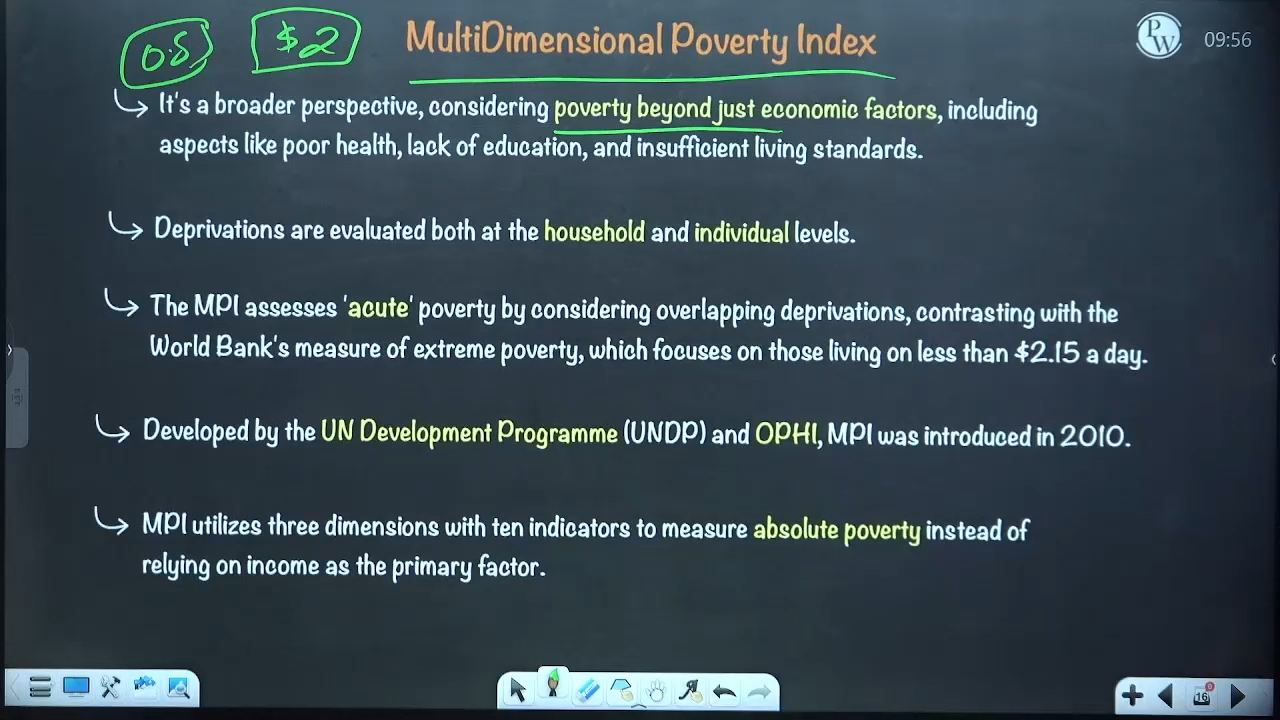 0.8 $2 MultiDimensional Poverty Index
PW 09:56
It's a broader perspective, considering poverty beyond just economic factors, including
aspects like poor health, lack of education, and insufficient living standards.
Deprivations are evaluated both at the household and individual levels.
The MPI assesses 'acute' poverty by considering overlapping deprivations, contrasting with the
World Bank's measure of extreme poverty, which focuses on those living on less than $2.15 a day.
Developed by the UN Development Programme (UNDP) and OPHI, MPI was introduced in 2010.
MPI utilizes three dimensions with ten indicators to measure absolute poverty instead of
relying on income as the primary factor.
16